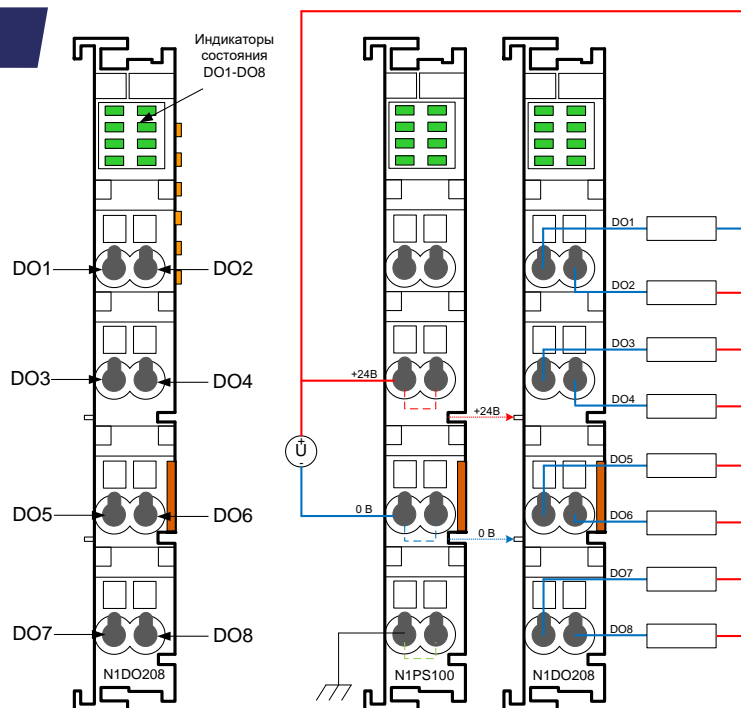 Индикаторы
состояния
DO1-DO8
DO1
DO2
DO3
DO4
DO5
DO6
DO7
DO8
N1DO208
+24В
+
U
-
0 В
+24В
0 В
N1PS100
DO1
DO2
DO3
DO4
DO5
DO6
DO7
DO8
N1DO208